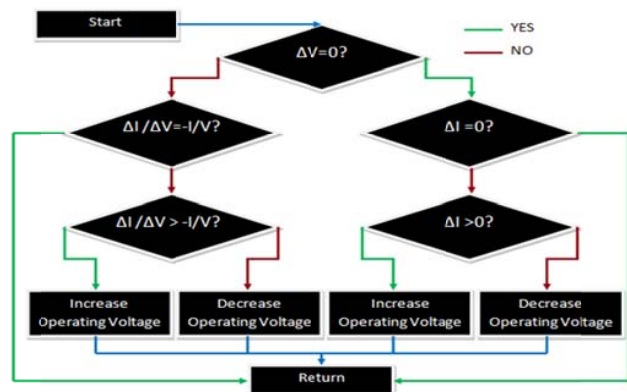 Start
YES
NO
ΔV=0?
ΔI /ΔV=-I/V?
ΔI =0?
ΔI /ΔV > -I/V?
ΔI >0?
Increase
Operating Voltage
Decrease
Operating Voltage
Increase
Operating Voltage
Decrease
Operating Voltage
Return